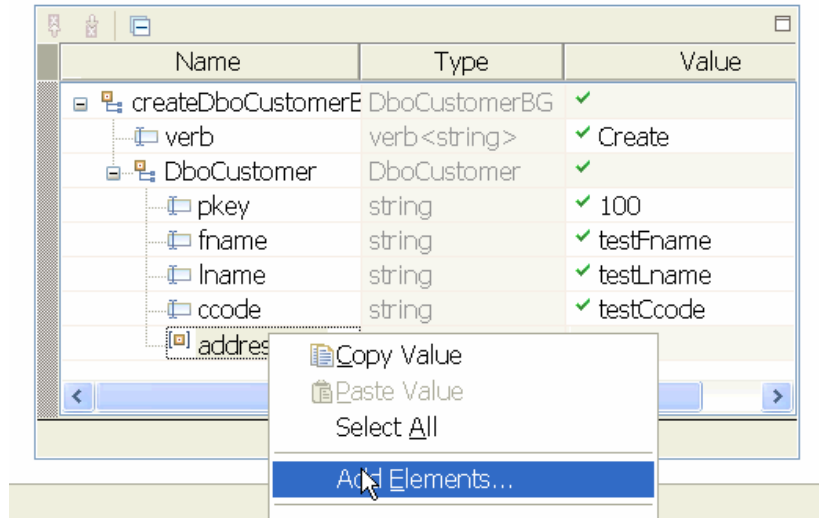 Name Type Value
createDboCustomerB DboCustomerBG
verb verb<string> Create
DboCustomer DboCustomer
pkey string 100
fname string testFname
lname string testLname
ccode string testCcode
addres
Copy Value
Paste Value
Select All
Add Elements...